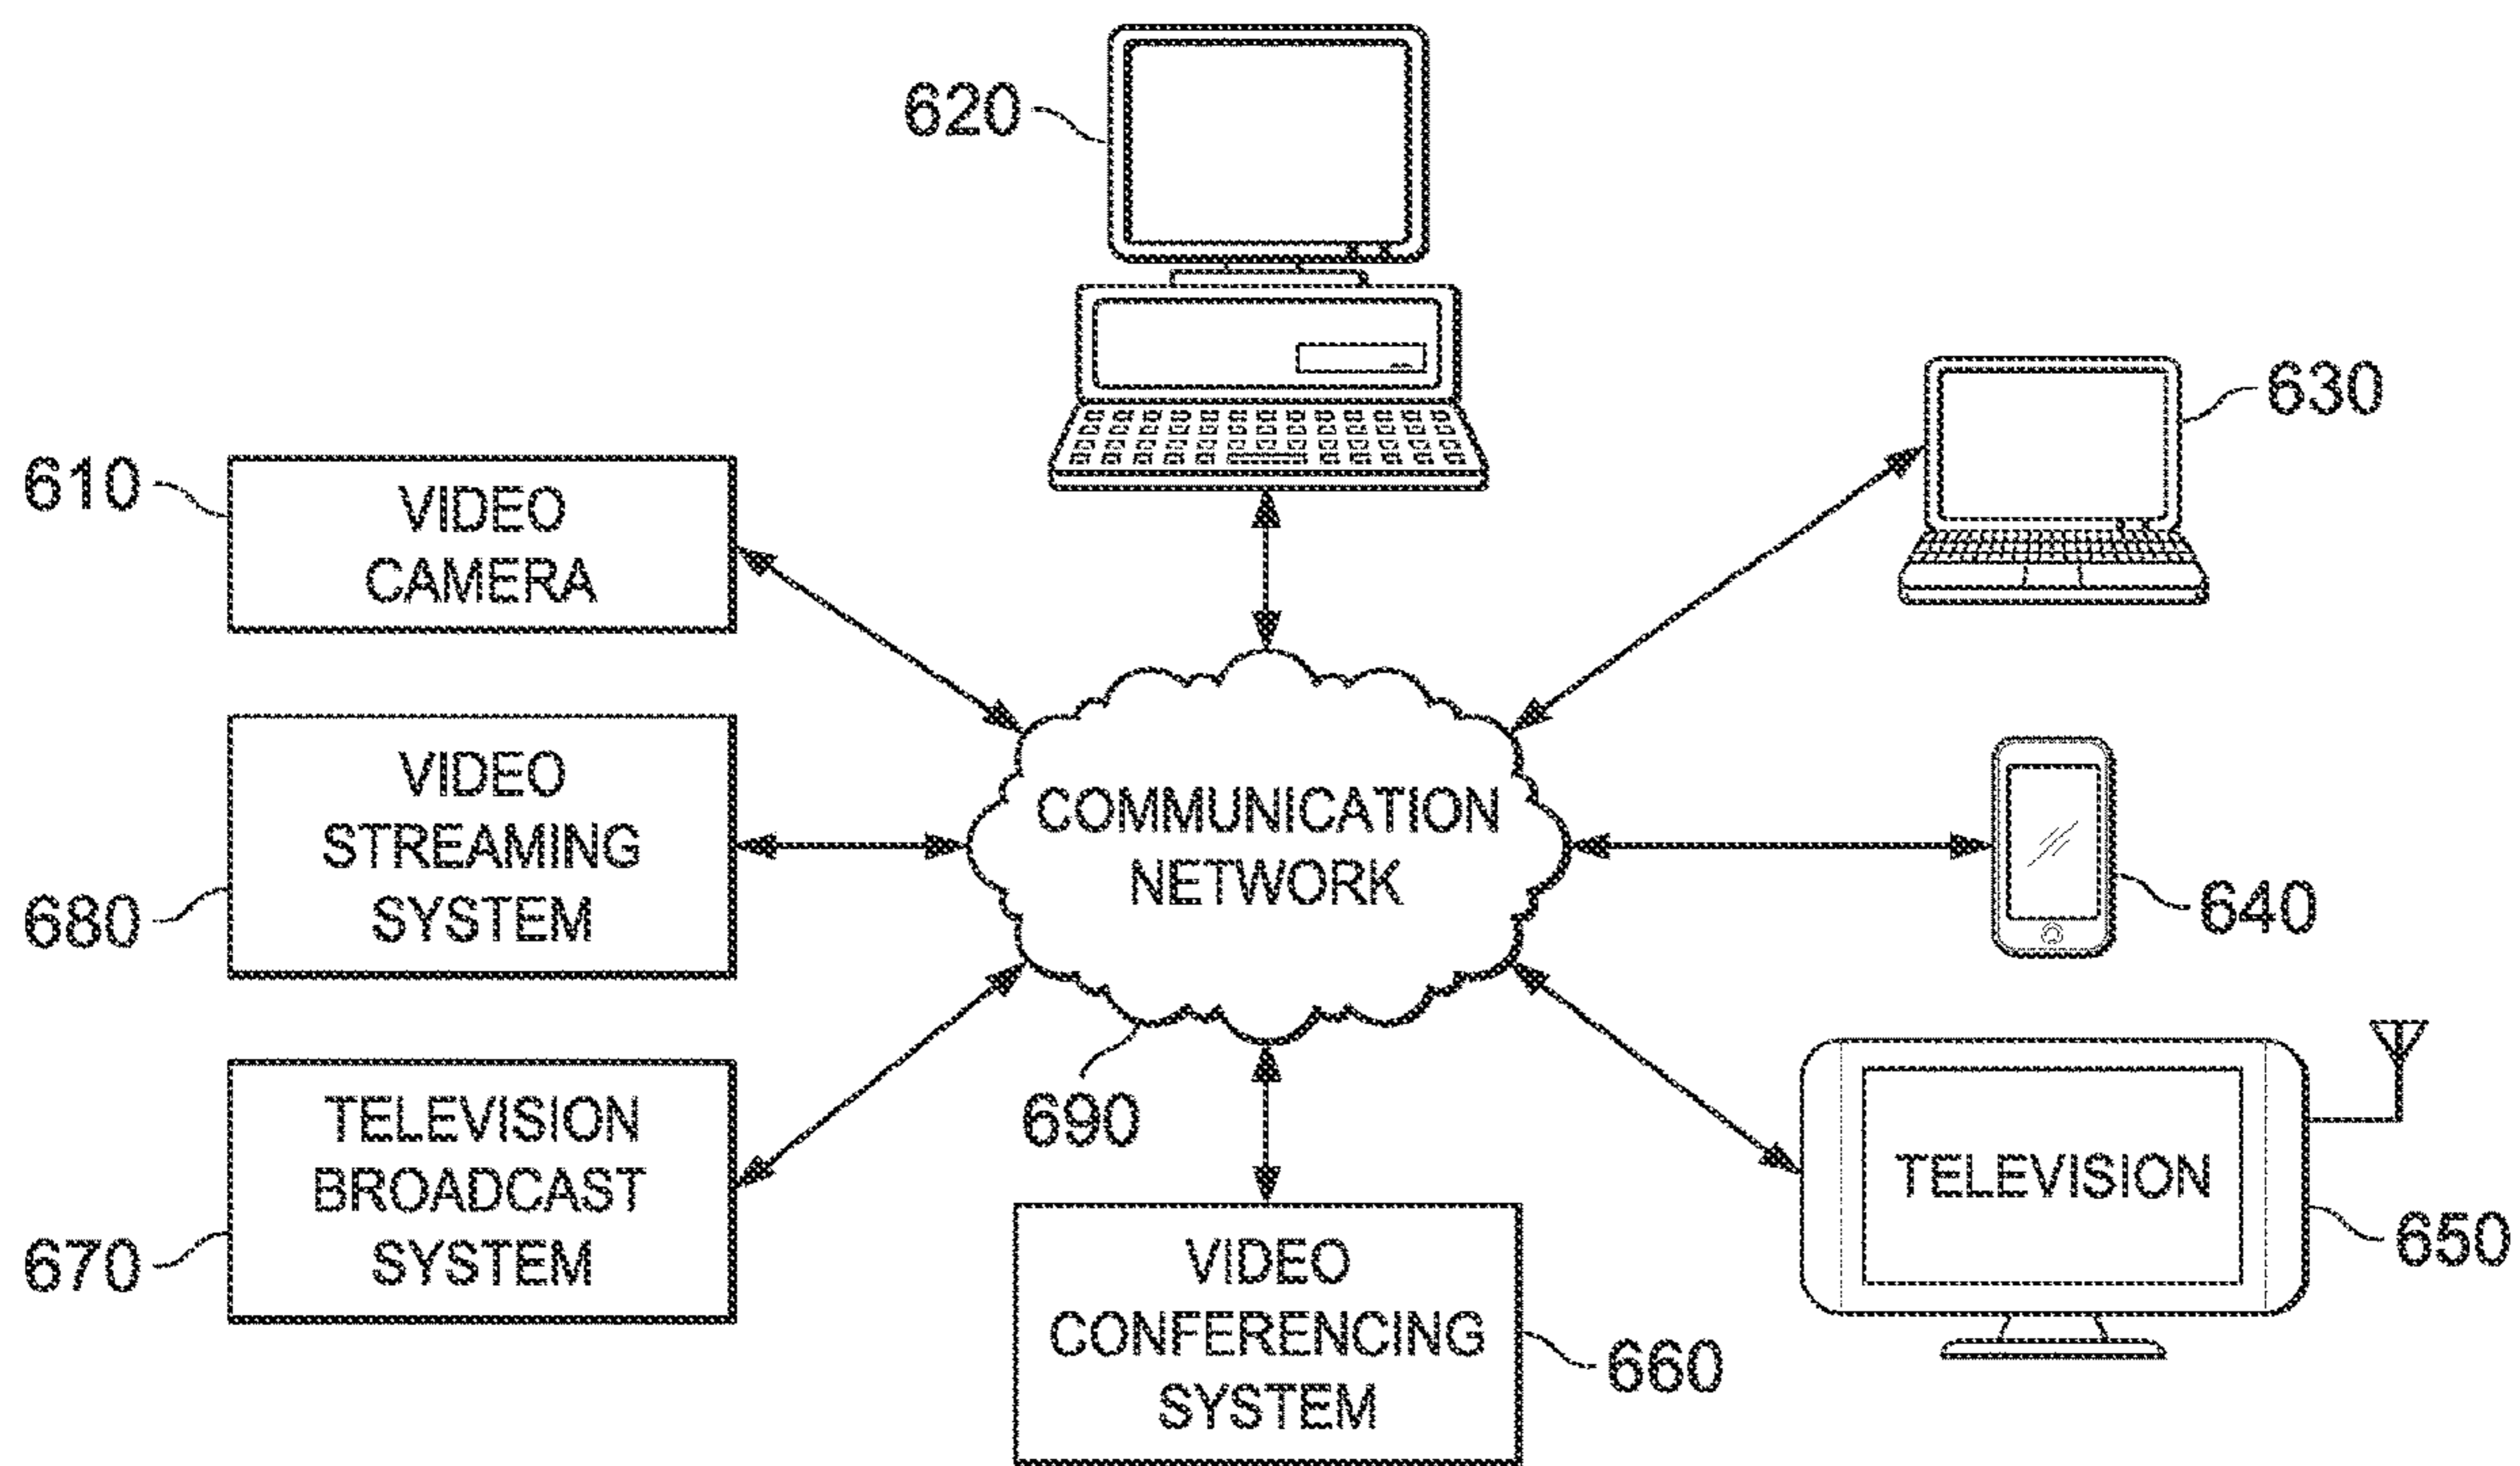 620
630
610
VIDEO
CAMERA
VIDEO
STREAMING
SYSTEM
680
COMMUNICATION
NETWORK
690
640
TELEVISION
BROADCAST
SYSTEM
670
VIDEO
CONFERENCING
SYSTEM
660
TELEVISION
650